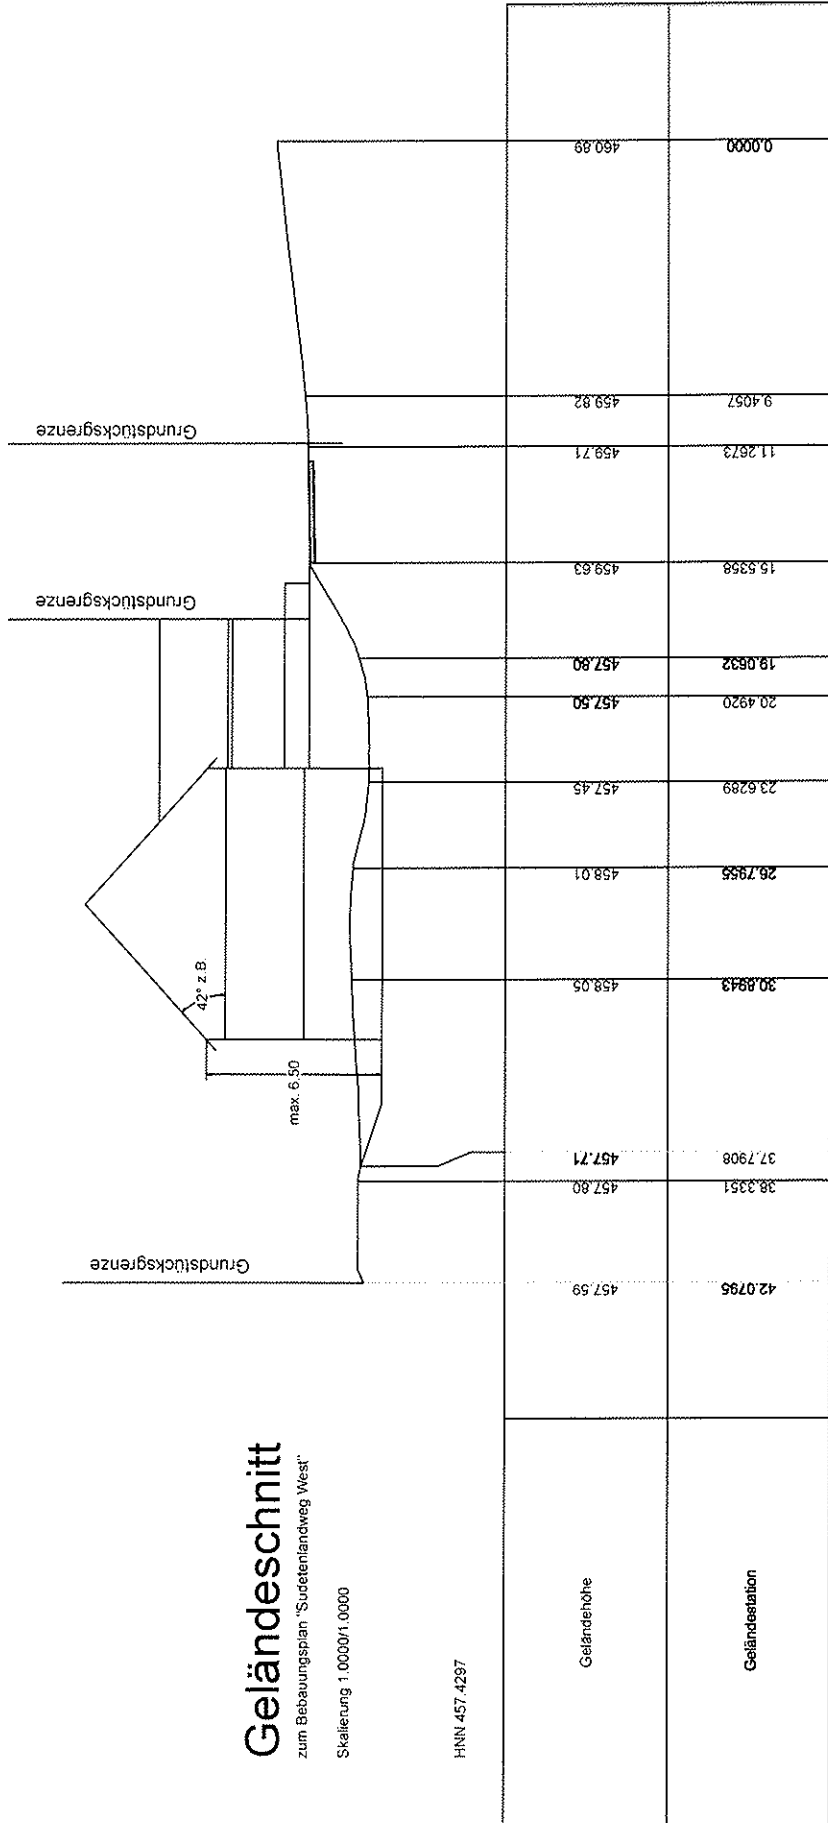 Geländeschnitt
zum Bebauungsplan "Sudetenlandweg West"
Skalierung 1.0000/1.0000
HNN 457.4297
Grundstücksgrenze
Grundstücksgrenze
Grundstücksgrenze
max. 6.50
42° z.B.
Geländehöhe
457.59
457.80
457.71
458.05
458.01
457.45
457.50
457.80
459.63
459.71
459.82
460.89
Geländestation
42.0795
38.3351
37.7908
30.8943
26.7955
23.6289
20.4920
19.0632
15.5358
11.2673
9.4057
0.0000